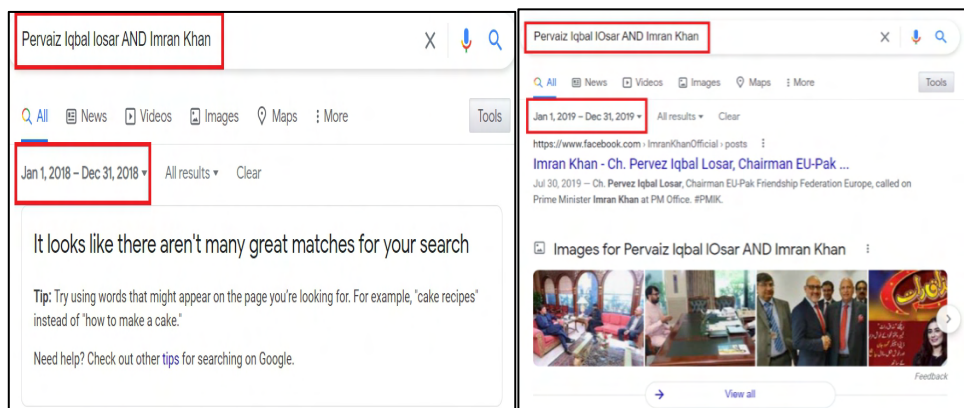 Pervaiz Iqbal losar AND Imran Khan
All News Videos Images Maps More Tools
Jan 1, 2018 – Dec 31, 2018 All results Clear
It looks like there aren't many great matches for your search
Tip: Try using words that might appear on the page you're looking for. For example, "cake recipes"
instead of "how to make a cake."
Need help? Check out other tips for searching on Google.
Pervaiz Iqbal lOsar AND Imran Khan
All News Videos Images Maps More Tools
Jan 1, 2019 – Dec 31, 2019 All results Clear
https://www.facebook.com › ImranKhanOfficial › posts
Imran Khan - Ch. Pervez Iqbal Losar, Chairman EU-Pak ...
Jul 30, 2019 — Ch. Pervez Iqbal Losar, Chairman EU-Pak Friendship Federation Europe, called on
Prime Minister Imran Khan at PM Office. #PMIK.
Images for Pervaiz Iqbal lOsar AND Imran Khan
Feedback
View all